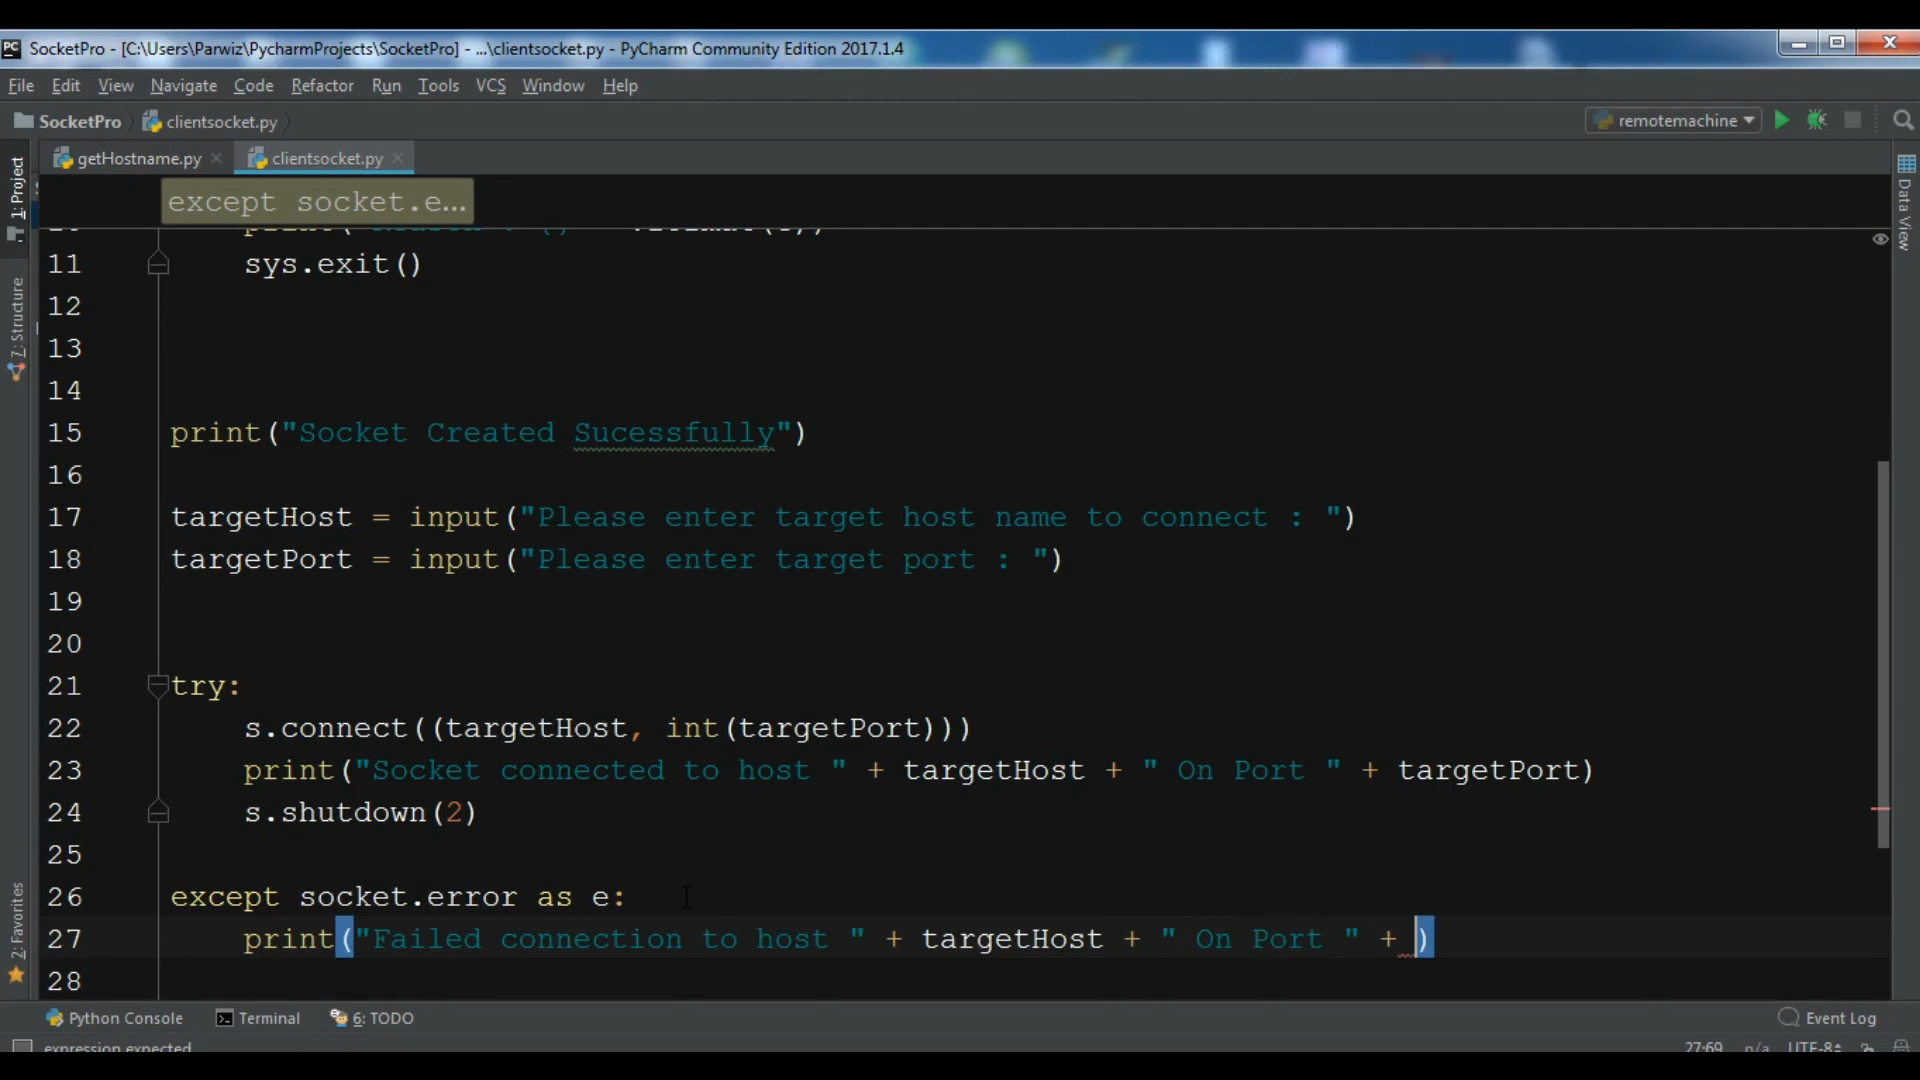 PC SocketPro - [C:\Users\Parwiz\PycharmProjects\SocketPro] - ...\clientsocket.py - PyCharm Community Edition 2017.1.4
File Edit View Navigate Code Refactor Run Tools VCS Window Help
SocketPro clientsocket.py remotemachine
getHostname.py clientsocket.py
except socket.e...
11 sys.exit()
12
13
14
15 print("Socket Created Sucessfully")
16
17 targetHost = input("Please enter target host name to connect : ")
18 targetPort = input("Please enter target port : ")
19
20
21 try:
22 s.connect((targetHost, int(targetPort)))
23 print("Socket connected to host " + targetHost + " On Port " + targetPort)
24 s.shutdown(2)
25
26 except socket.error as e:
27 print("Failed connection to host " + targetHost + " On Port " + )
28
1: Project
7: Structure
2: Favorites
Data View
Python Console Terminal 6: TODO Event Log
expression expected 27:69 n/a UTF-8